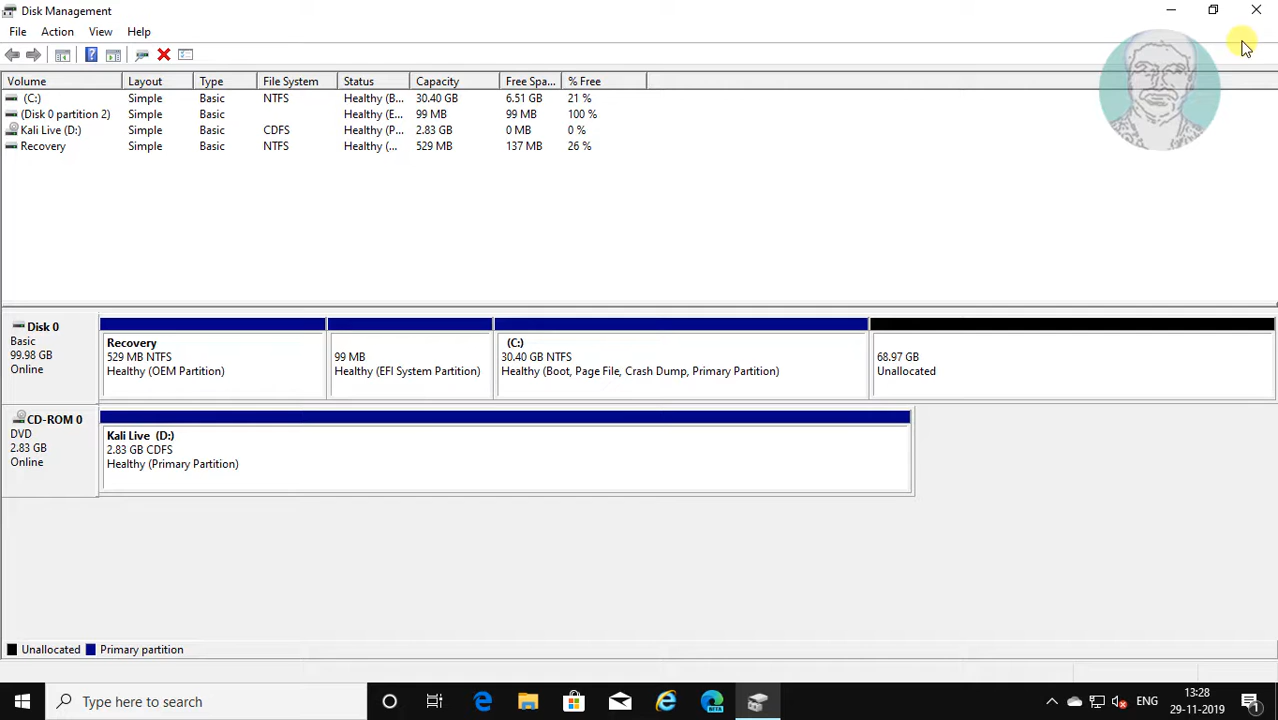 Disk Management
File Action View Help
Volume Layout Type File System Status Capacity Free Spa... % Free
(C:) Simple Basic NTFS Healthy (B... 30.40 GB 6.51 GB 21 %
(Disk 0 partition 2) Simple Basic Healthy (E... 99 MB 99 MB 100 %
Kali Live (D:) Simple Basic CDFS Healthy (P... 2.83 GB 0 MB 0 %
Recovery Simple Basic NTFS Healthy (... 529 MB 137 MB 26 %
Disk 0
Basic
99.98 GB
Online
Recovery
529 MB NTFS
Healthy (OEM Partition)
99 MB
Healthy (EFI System Partition)
(C:)
30.40 GB NTFS
Healthy (Boot, Page File, Crash Dump, Primary Partition)
68.97 GB
Unallocated
CD-ROM 0
DVD
2.83 GB
Online
Kali Live (D:)
2.83 GB CDFS
Healthy (Primary Partition)
Unallocated Primary partition
Type here to search
BETA
ENG
13:28
29-11-2019
1